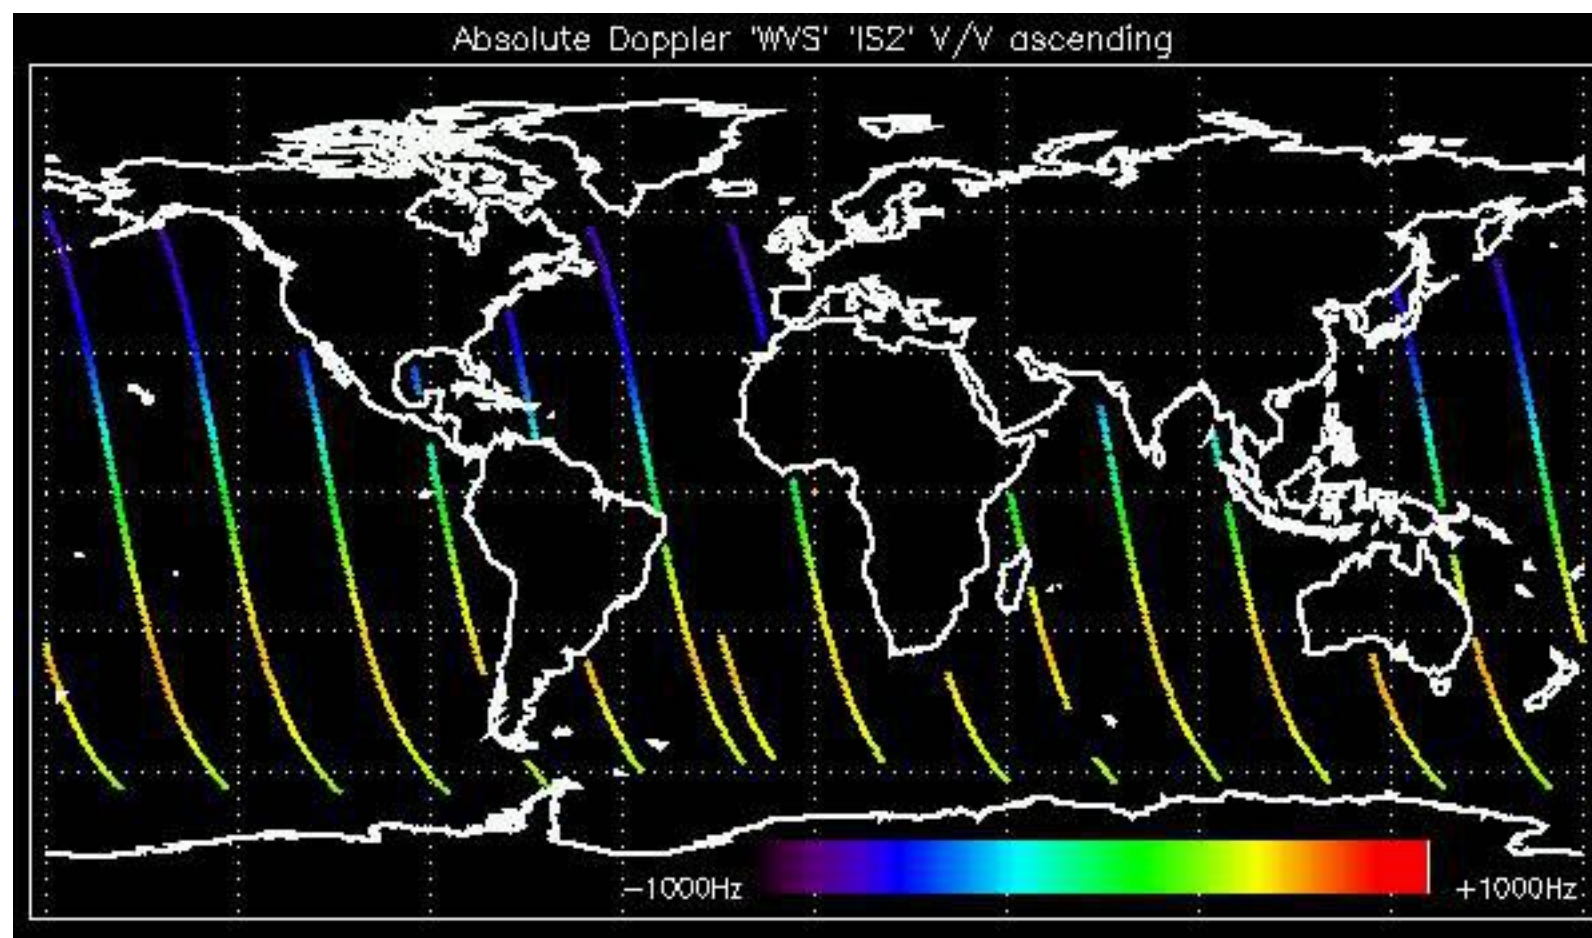 Absolute Doppler 'WVS' 'IS2' V/V ascending
-1000Hz
+1000Hz